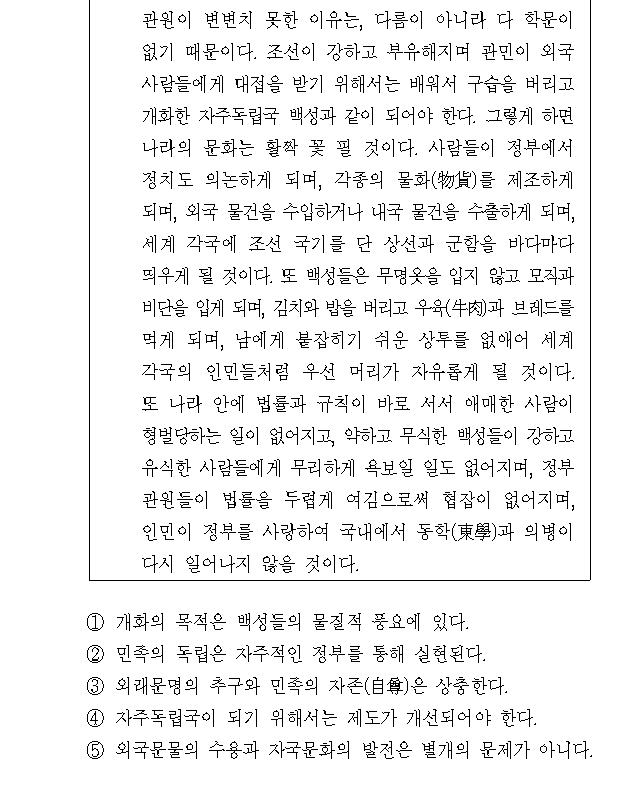 관원이 변변치 못한 이유는, 다름이 아니라 다 학문이
없기 때문이다. 조선이 강하고 부유해지며 관민이 외국
사람들에게 대접을 받기 위해서는 배워서 구습을 버리고
개화한 자주독립국 백성과 같이 되어야 한다. 그렇게 하면
나라의 문화는 활짝 꽃 필 것이다. 사람들이 정부에서
정치도 의논하게 되며, 각종의 물화(物貨)를 제조하게
되며, 외국 물건을 수입하거나 내국 물건을 수출하게 되며,
세계 각국에 조선 국기를 단 상선과 군함을 바다마다
띄우게 될 것이다. 또 백성들은 무명옷을 입지 않고 모직과
비단을 입게 되며, 김치와 밥을 버리고 우육(牛肉)과 브레드를
먹게 되며, 남에게 붙잡히기 쉬운 상투를 없애어 세계
각국의 인민들처럼 우선 머리가 자유롭게 될 것이다.
또 나라 안에 법률과 규칙이 바로 서서 애매한 사람이
형벌당하는 일이 없어지고, 약하고 무식한 백성들이 강하고
유식한 사람들에게 무리하게 욕보일 일도 없어지며, 정부
관원들이 법률을 두렵게 여김으로써 협잡이 없어지며,
인민이 정부를 사랑하여 국내에서 동학(東學)과 의병이
다시 일어나지 않을 것이다.
① 개화의 목적은 백성들의 물질적 풍요에 있다.
② 민족의 독립은 자주적인 정부를 통해 실현된다.
③ 외래문명의 추구와 민족의 자존(自尊)은 상충한다.
④ 자주독립국이 되기 위해서는 제도가 개선되어야 한다.
⑤ 외국문물의 수용과 자국문화의 발전은 별개의 문제가 아니다.